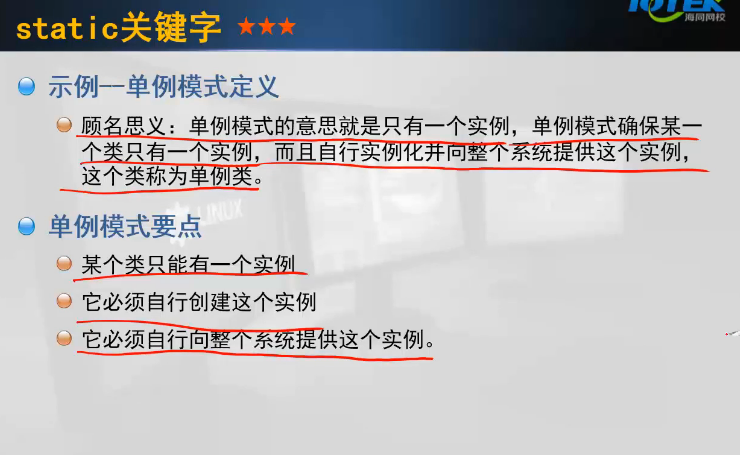 IOTEK
海同网校
static关键字 ★★★
示例--单例模式定义
顾名思义：单例模式的意思就是只有一个实例，单例模式确保某一
个类只有一个实例，而且自行实例化并向整个系统提供这个实例，
这个类称为单例类。
LINUX
单例模式要点
某个类只能有一个实例
它必须自行创建这个实例
它必须自行向整个系统提供这个实例。